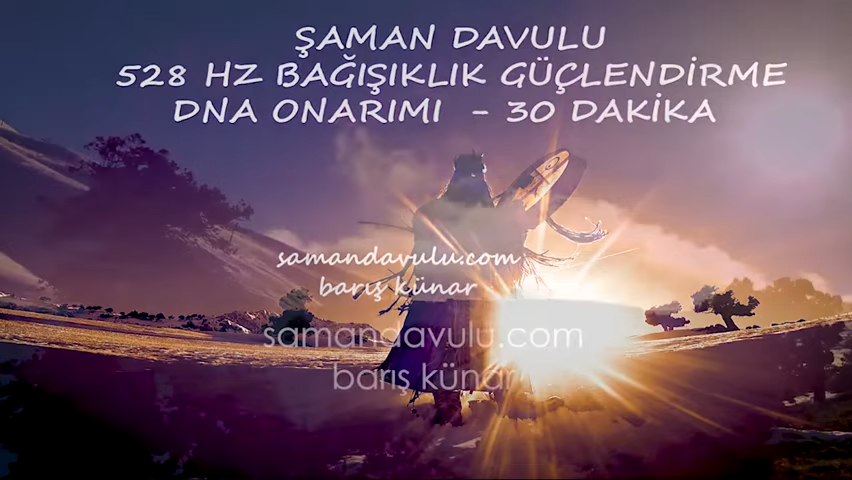 ŞAMAN DAVULU
528 HZ BAĞIŞIKLIK GÜÇLENDİRME
DNA ONARIMI - 30 DAKİKA
samandavulu.com
barış künar
samandavulu.com
barış künar